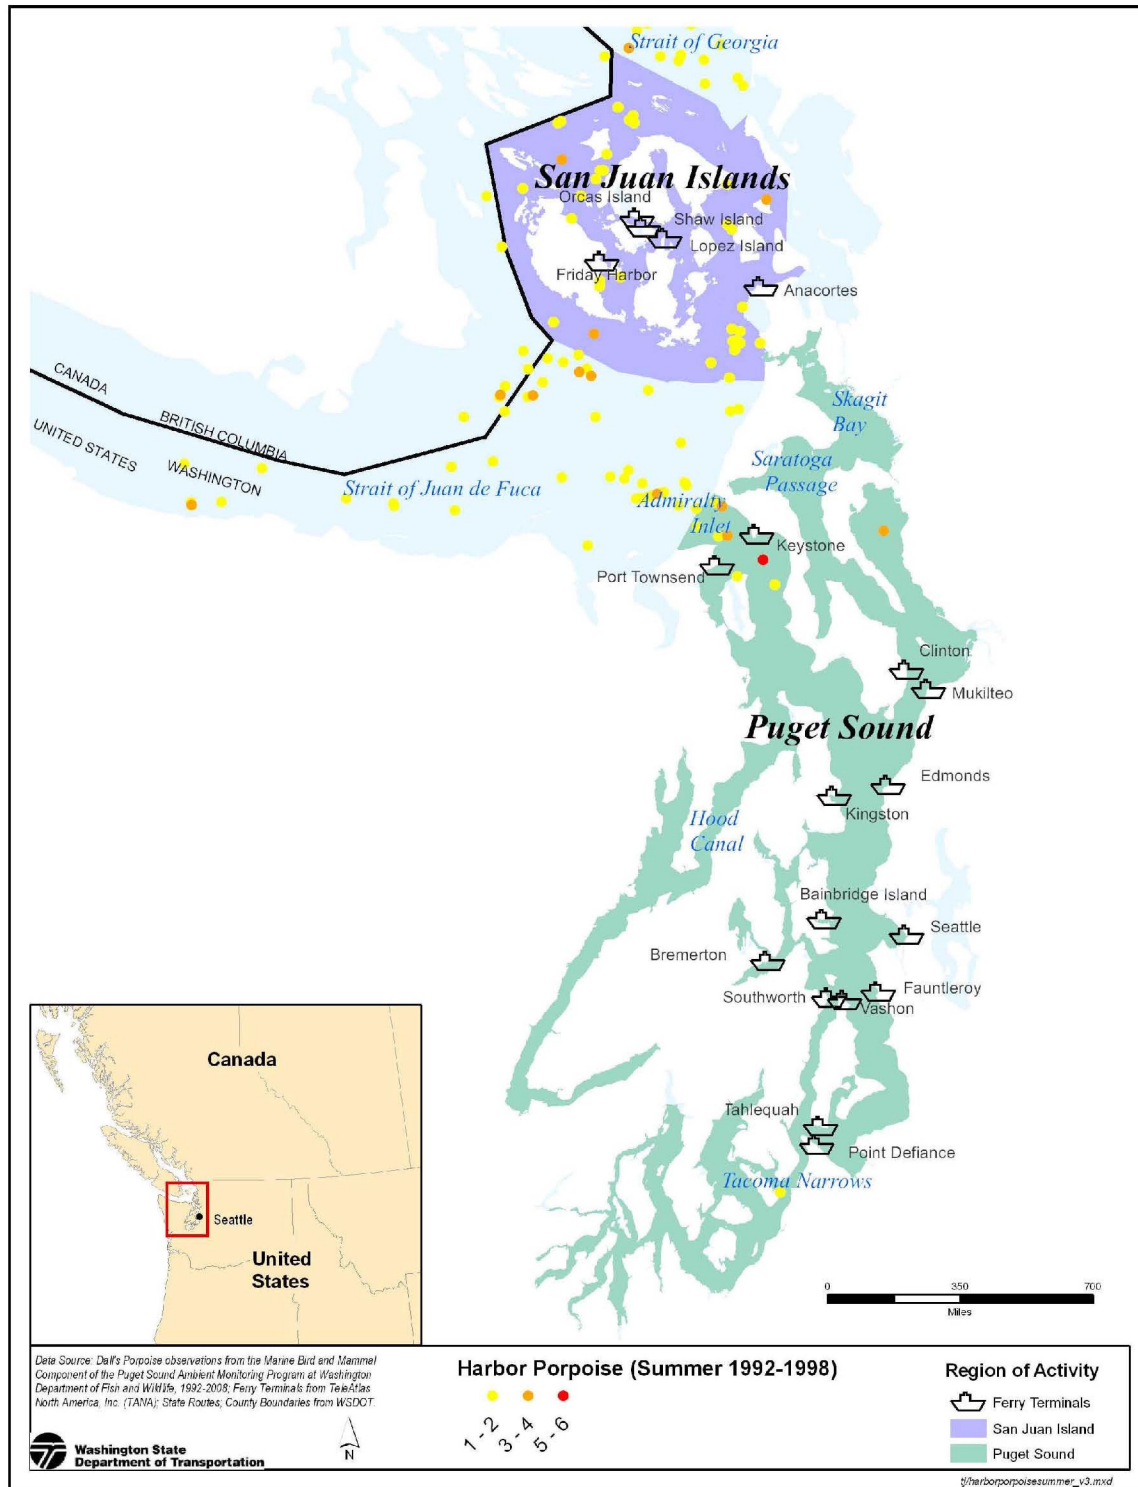 Strait of Georgia
San Juan Islands
Orcas Island
Shaw Island
Lopez Island
Friday Harbor
Anacortes
CANADA
BRITISH COLUMBIA
UNITED STATES
WASHINGTON
Strait of Juan de Fuca
Skagit
Bay
Saratoga
Passage
Admiralty
Inlet
Keystone
Port Townsend
Clinton
Mukilteo
Puget Sound
Edmonds
Kingston
Hood
Canal
Bainbridge Island
Seattle
Bremerton
Fauntleroy
Southworth
Vashon
Tahlequah
Point Defiance
Tacoma Narrows
0 350 700
Miles
Canada
Seattle
United
States
Data Source: Dall's Porpoise observations from the Marine Bird and Mammal
Component of the Puget Sound Ambient Monitoring Program at Washington
Department of Fish and Wildlife, 1992-2008; Ferry Terminals from TeleAtlas
North America, Inc. (TANA); State Routes; County Boundaries from WSDOT.
Washington State
Department of Transportation
N
Harbor Porpoise (Summer 1992-1998)
1 - 2
3 - 4
5 - 6
Region of Activity
Ferry Terminals
San Juan Island
Puget Sound
tj/harborporpoisesummer_v3.mxd